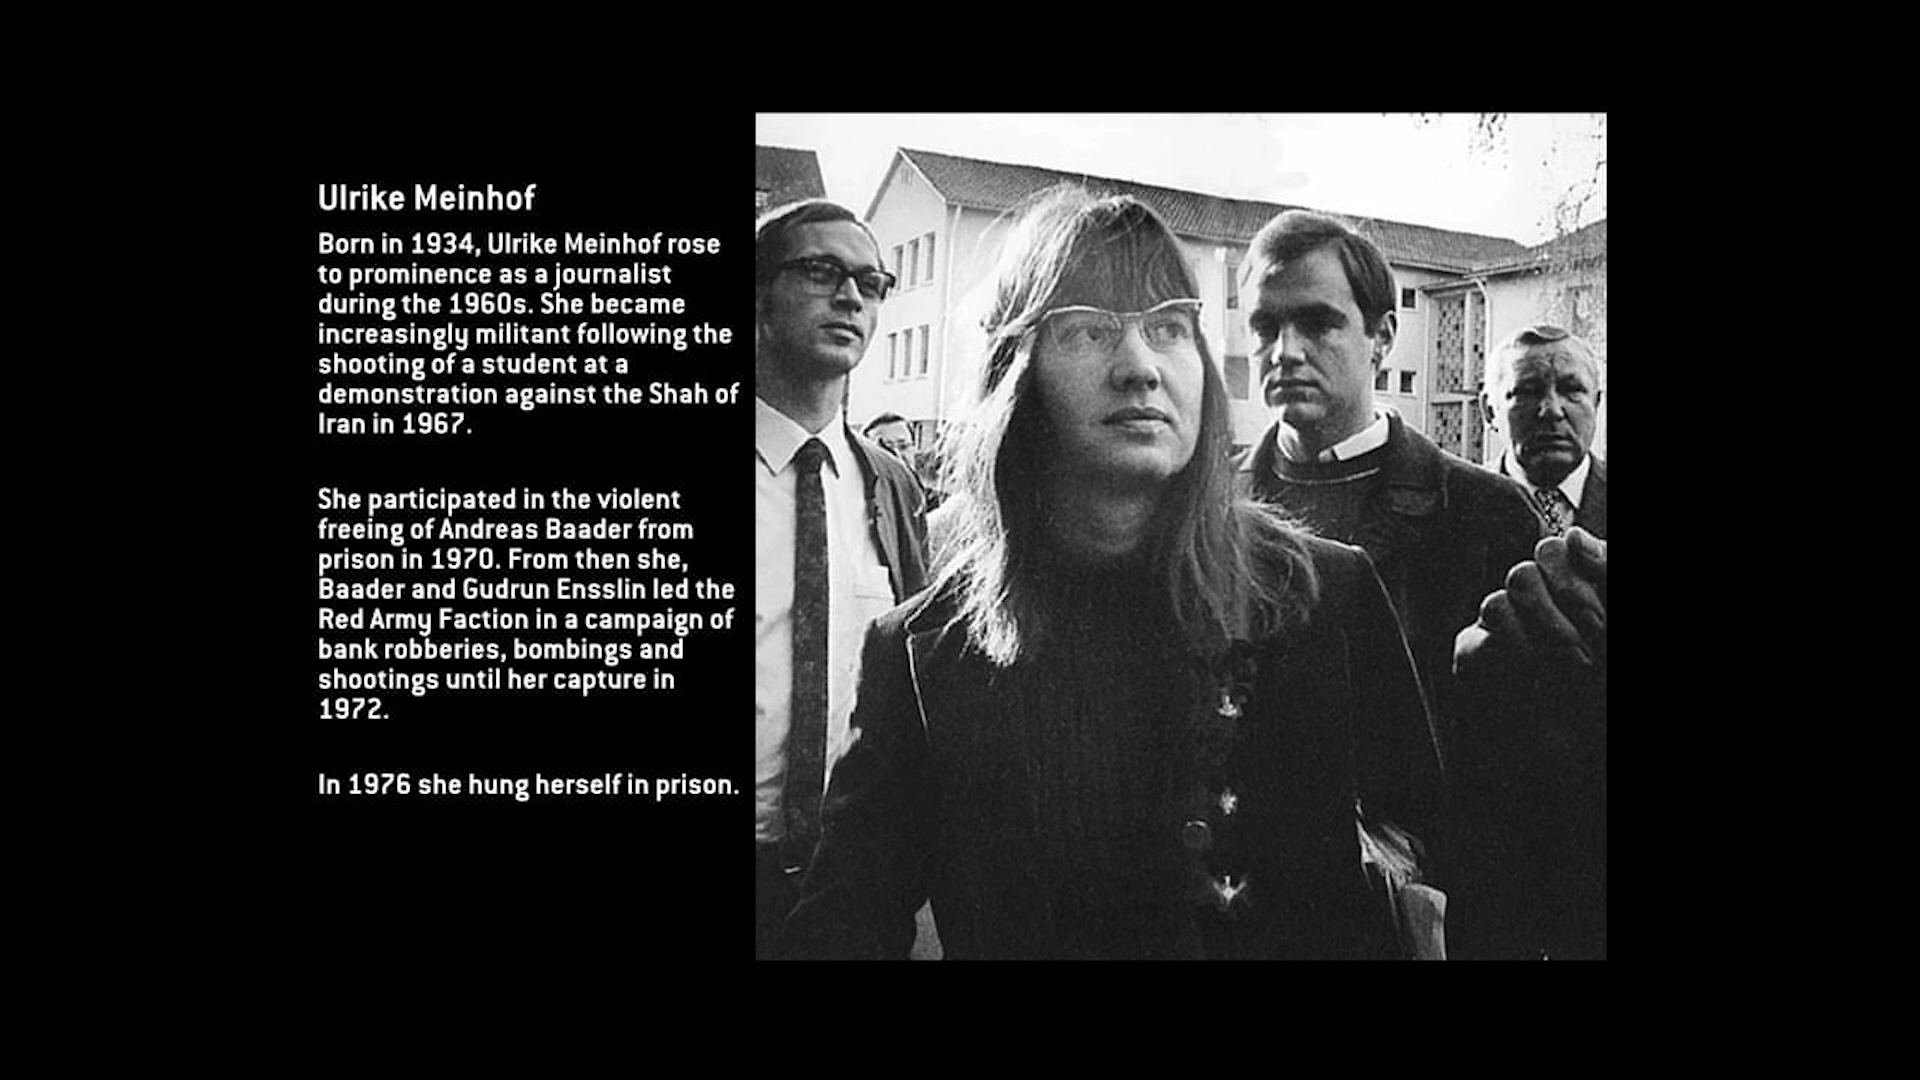 Ulrike Meinhof
Born in 1934, Ulrike Meinhof rose
to prominence as a journalist
during the 1960s. She became
increasingly militant following the
shooting of a student at a
demonstration against the Shah of
Iran in 1967.
She participated in the violent
freeing of Andreas Baader from
prison in 1970. From then she,
Baader and Gudrun Ensslin led the
Red Army Faction in a campaign of
bank robberies, bombings and
shootings until her capture in
1972.
In 1976 she hung herself in prison.